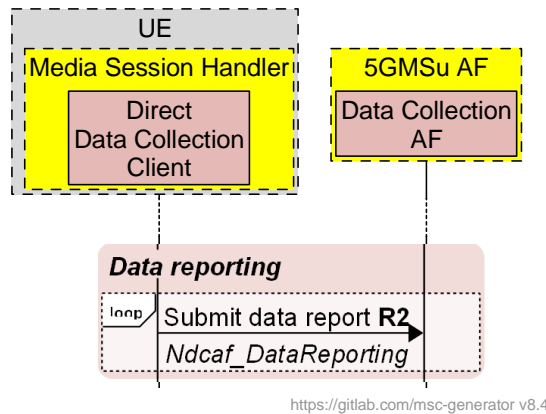 UE
Media Session Handler
5GMSu AF
Direct
Data Collection
Client
Data Collection
AF
Data reporting
loop
Submit data report R2
Ndcaf_DataReporting
https://gitlab.com/msc-generator v8.4